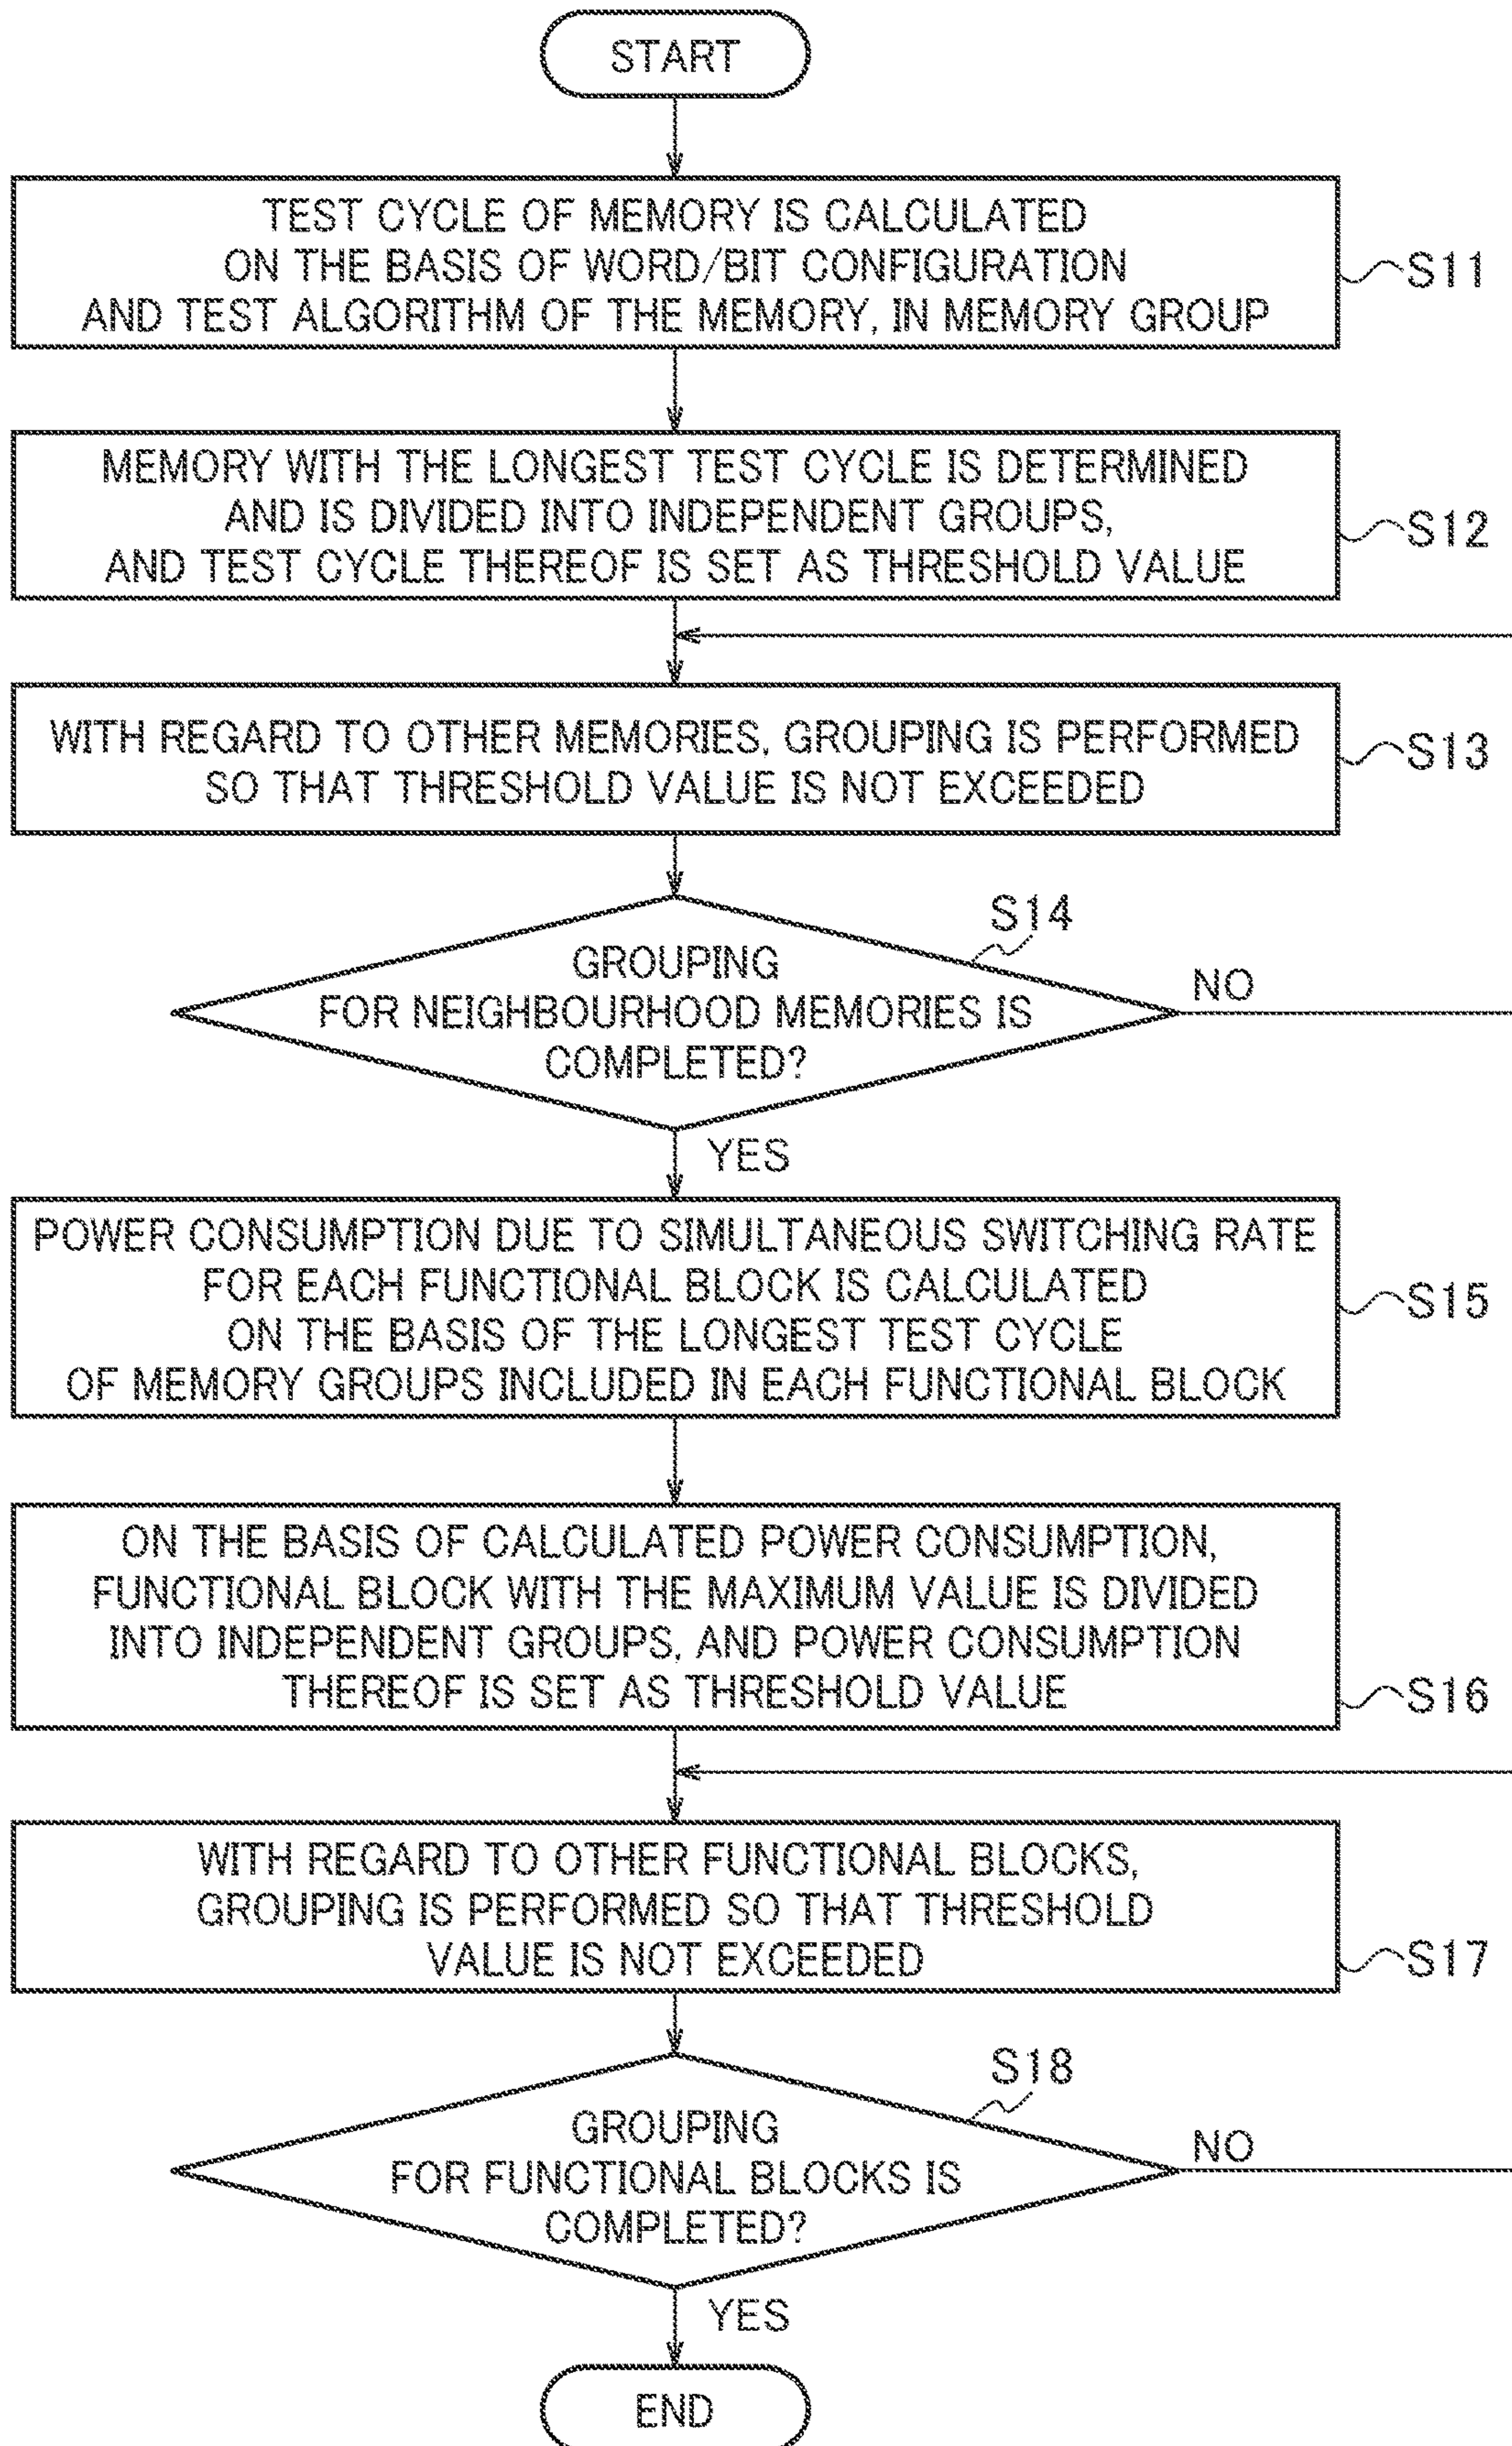 START
TEST CYCLE OF MEMORY IS CALCULATED
ON THE BASIS OF WORD/BIT CONFIGURATION
AND TEST ALGORITHM OF THE MEMORY, IN MEMORY GROUP
S11
MEMORY WITH THE LONGEST TEST CYCLE IS DETERMINED
AND IS DIVIDED INTO INDEPENDENT GROUPS,
AND TEST CYCLE THEREOF IS SET AS THRESHOLD VALUE
S12
WITH REGARD TO OTHER MEMORIES, GROUPING IS PERFORMED
SO THAT THRESHOLD VALUE IS NOT EXCEEDED
S13
S14
GROUPING
FOR NEIGHBOURHOOD MEMORIES IS
COMPLETED?
NO
YES
POWER CONSUMPTION DUE TO SIMULTANEOUS SWITCHING RATE
FOR EACH FUNCTIONAL BLOCK IS CALCULATED
ON THE BASIS OF THE LONGEST TEST CYCLE
OF MEMORY GROUPS INCLUDED IN EACH FUNCTIONAL BLOCK
S15
ON THE BASIS OF CALCULATED POWER CONSUMPTION,
FUNCTIONAL BLOCK WITH THE MAXIMUM VALUE IS DIVIDED
INTO INDEPENDENT GROUPS, AND POWER CONSUMPTION
THEREOF IS SET AS THRESHOLD VALUE
S16
WITH REGARD TO OTHER FUNCTIONAL BLOCKS,
GROUPING IS PERFORMED SO THAT THRESHOLD
VALUE IS NOT EXCEEDED
S17
S18
GROUPING
FOR FUNCTIONAL BLOCKS IS
COMPLETED?
NO
YES
END